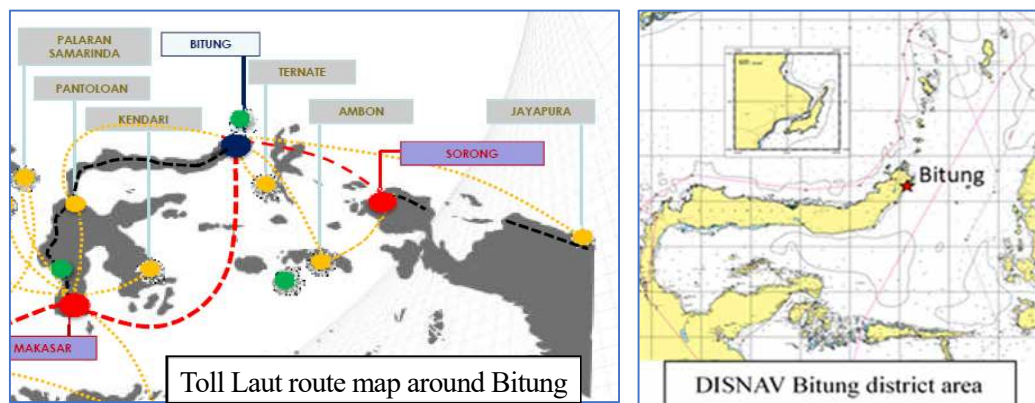 PALARAN
SAMARINDA
BITUNG
TERNATE
PANTOLOAN
KENDARI
AMBON
JAYAPURA
SORONG
MAKASAR
Toll Laut route map around Bitung
Bitung
DISNAV Bitung district area